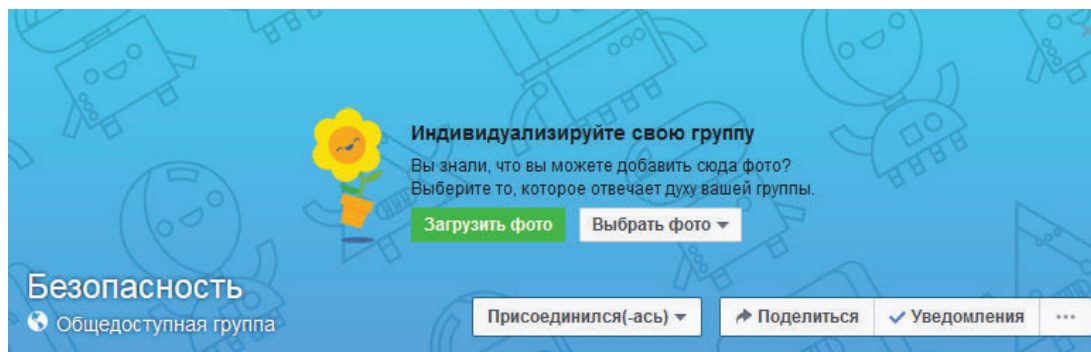 Индивидуализируйте свою группу
Вы знали, что вы можете добавить сюда фото?
Выберите то, которое отвечает духу вашей группы.
Загрузить фото Выбрать фото
Безопасность
Общедоступная группа
Присоединился(-ась) Поделиться Уведомления ...